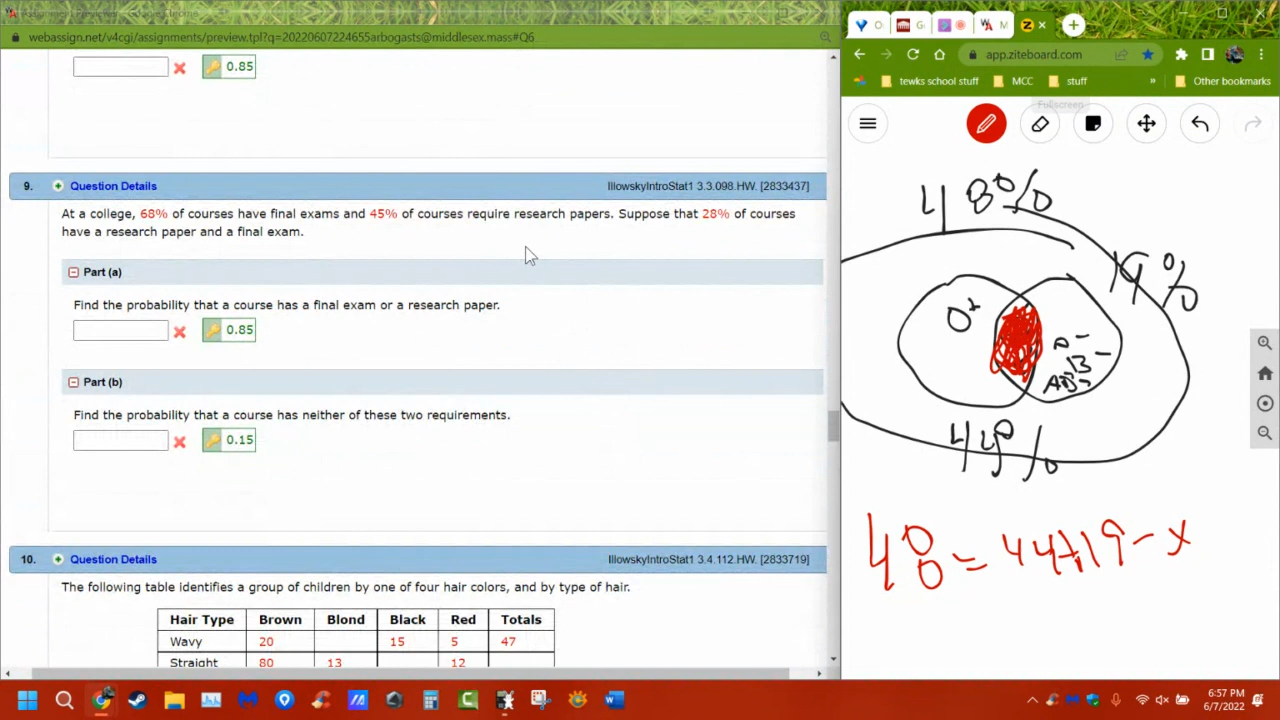 webassign.net/v4cgi/assignments/preview.tpl?q=20220607224655arbogasts@middlesex.mass#Q6
0.85
9. Question Details IllowskyIntroStat1 3.3.098.HW. [2833437]
At a college, 68% of courses have final exams and 45% of courses require research papers. Suppose that 28% of courses
have a research paper and a final exam.
Part (a)
Find the probability that a course has a final exam or a research paper.
0.85
Part (b)
Find the probability that a course has neither of these two requirements.
0.15
10. Question Details IllowskyIntroStat1 3.4.112.HW. [2833719]
The following table identifies a group of children by one of four hair colors, and by type of hair.
Hair Type Brown Blond Black Red Totals
Wavy 20 15 5 47
Straight 80 13 12
O G M Z
app.ziteboard.com
tewks school stuff MCC stuff » Other bookmarks
Fullscreen
48%
19%
O+
B-
AB-
48 = 44+19-x
6:57 PM
6/7/2022